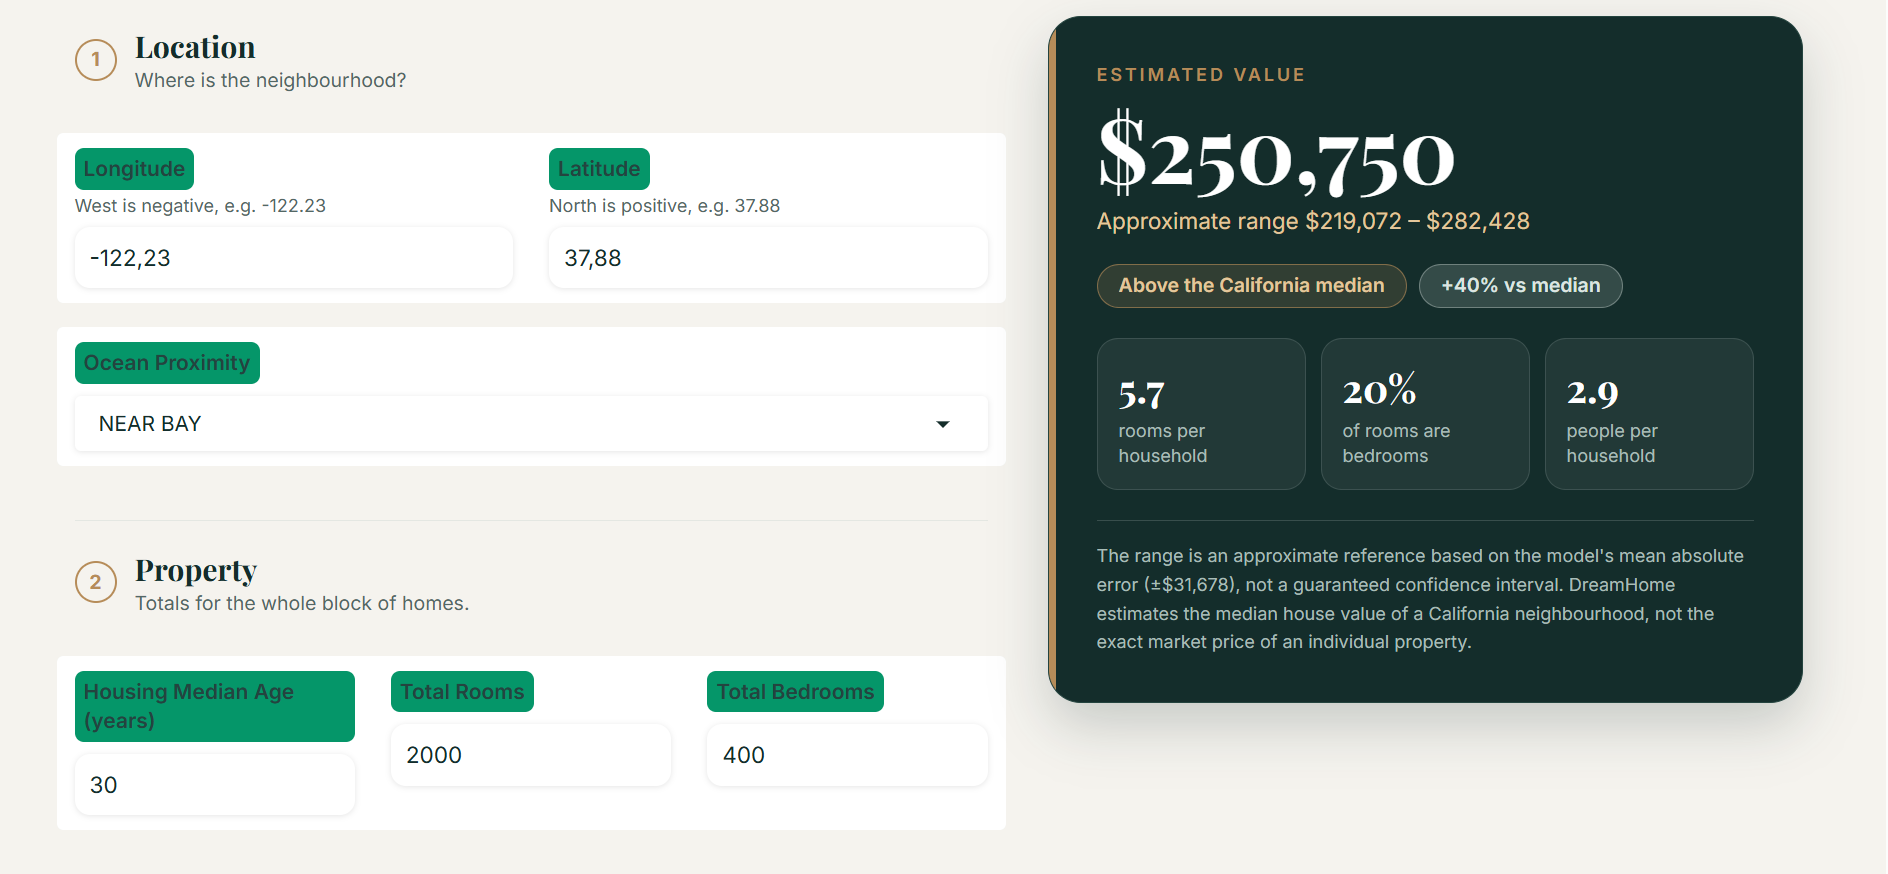 1
Location
Where is the neighbourhood?
Longitude
West is negative, e.g. -122.23
-122,23
Latitude
North is positive, e.g. 37.88
37,88
Ocean Proximity
NEAR BAY
2
Property
Totals for the whole block of homes.
Housing Median Age
(years)
30
Total Rooms
2000
Total Bedrooms
400
ESTIMATED VALUE
$250,750
Approximate range $219,072 – $282,428
Above the California median
+40% vs median
5.7
rooms per
household
20%
of rooms are
bedrooms
2.9
people per
household
The range is an approximate reference based on the model's mean absolute
error (±$31,678), not a guaranteed confidence interval. DreamHome
estimates the median house value of a California neighbourhood, not the
exact market price of an individual property.